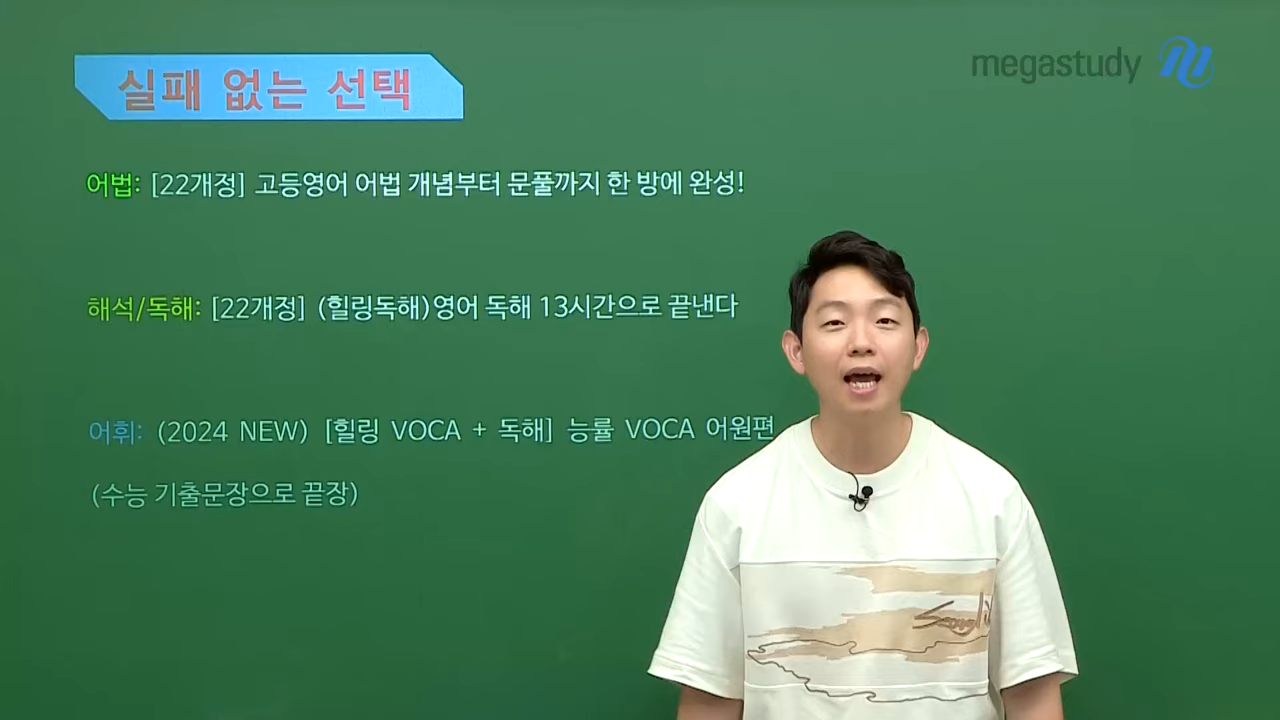 실패 없는 선택
megastudy
어법: [22개정] 고등영어 어법 개념부터 문풀까지 한 방에 완성!
해석/독해: [22개정] (힐링독해)영어 독해 13시간으로 끝낸다
어휘: (2024 NEW) [힐링 VOCA + 독해] 능률 VOCA 어원편
(수능 기출문장으로 끝장)